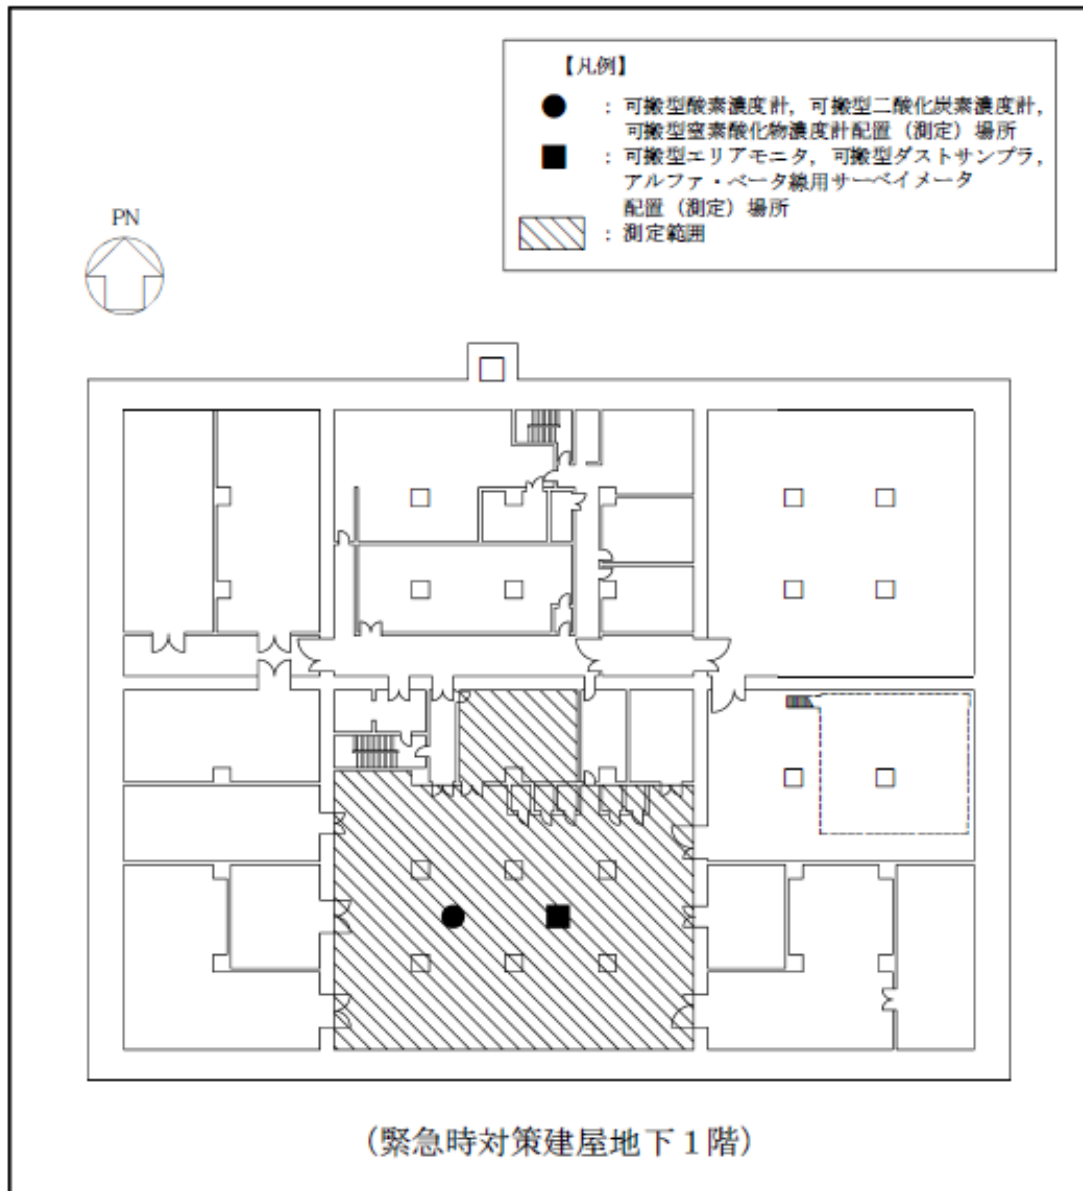 【凡例】
● : 可搬型酸素濃度計，可搬型二酸化炭素濃度計，
可搬型窒素酸化物濃度計配置（測定）場所
■ : 可搬型エリアモニタ，可搬型ダストサンプラ，
アルファ・ベータ線用サーベイメータ
配置（測定）場所
: 測定範囲
PN
（緊急時対策建屋地下１階）